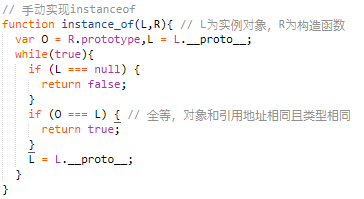 // 手动实现instanceof
function instance_of(L,R){ // L为实例对象，R为构造函数
  var O = R.prototype,L = L.__proto__;
  while(true){
    if (L === null) {
      return false;
    }
    if (O === L) { // 全等，对象和引用地址相同且类型相同
      return true;
    }
    L = L.__proto__;
  }
}